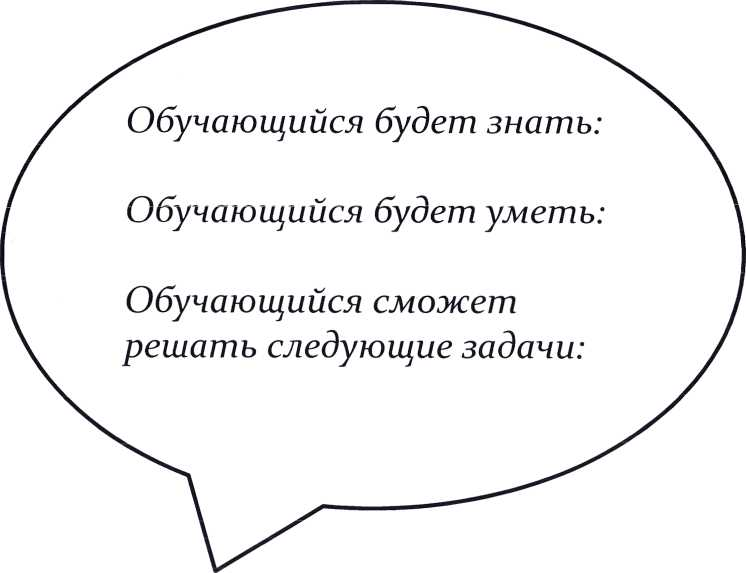 Обучающийся будет знать:
Обучающийся будет уметь:
Обучающийся сможет
решать следующие задачи: